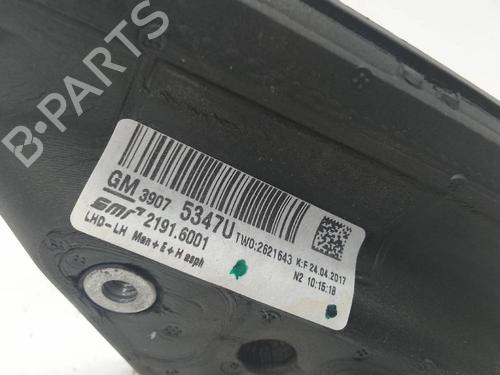 B-PARTS
GM 3907 5347U TWO:2621643 K:F 24.04.2017
SMR 2191.6001 N2 10:15:18
LHD-LH Man+E+H asph